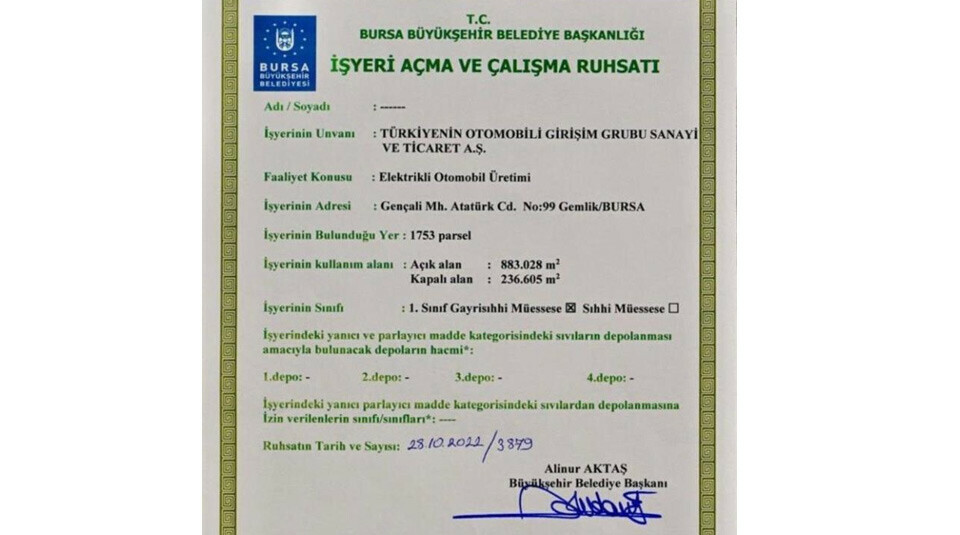 T.C.
BURSA BÜYÜKŞEHİR BELEDİYE BAŞKANLIĞI
BURSA
BÜYÜKŞEHİR
BELEDİYESİ
İŞYERİ AÇMA VE ÇALIŞMA RUHSATI
Adı / Soyadı : ------
İşyerinin Unvanı : TÜRKİYENİN OTOMOBİLİ GİRİŞİM GRUBU SANAYİ
VE TİCARET A.Ş.
Faaliyet Konusu : Elektrikli Otomobil Üretimi
İşyerinin Adresi : Gençali Mh. Atatürk Cd. No:99 Gemlik/BURSA
İşyerinin Bulunduğu Yer : 1753 parsel
İşyerinin kullanım alanı : Açık alan : 883.028 m²
Kapalı alan : 236.605 m²
İşyerinin Sınıfı : 1. Sınıf Gayrisıhhi Müessese ☒ Sıhhi Müessese ☐
İşyerindeki yanıcı ve parlayıcı madde kategorisindeki sıvıların depolanması
amacıyla bulunacak depoların hacmi*:
1.depo: - 2.depo: - 3.depo: - 4.depo: -
İşyerindeki yanıcı parlayıcı madde kategorisindeki sıvılardan depolanmasına
İzin verilenlerin sınıfı/sınıfları*: ----
Ruhsatın Tarih ve Sayısı: 28.10.2022/3879
Alinur AKTAŞ
Büyükşehir Belediye Başkanı